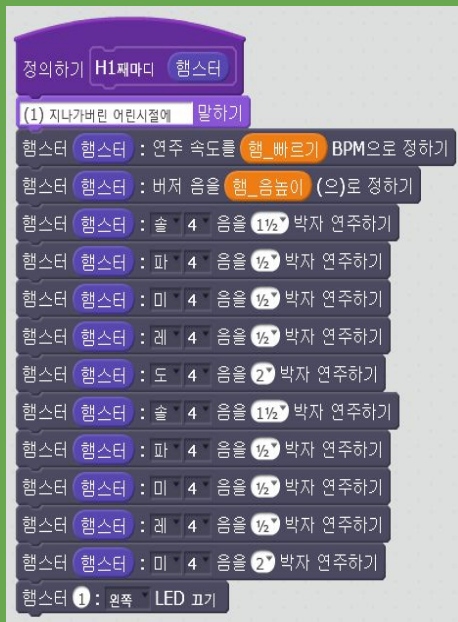 정의하기 H1째마디 햄스터
(1) 지나가버린 어린시절에 말하기
햄스터 햄스터 : 연주 속도를 햄_빠르기 BPM으로 정하기
햄스터 햄스터 : 버저 음을 햄_음높이 (으)로 정하기
햄스터 햄스터 : 솔 4 음을 1½ 박자 연주하기
햄스터 햄스터 : 파 4 음을 ½ 박자 연주하기
햄스터 햄스터 : 미 4 음을 ½ 박자 연주하기
햄스터 햄스터 : 레 4 음을 ½ 박자 연주하기
햄스터 햄스터 : 도 4 음을 2 박자 연주하기
햄스터 햄스터 : 솔 4 음을 1½ 박자 연주하기
햄스터 햄스터 : 파 4 음을 ½ 박자 연주하기
햄스터 햄스터 : 미 4 음을 ½ 박자 연주하기
햄스터 햄스터 : 레 4 음을 ½ 박자 연주하기
햄스터 햄스터 : 미 4 음을 2 박자 연주하기
햄스터 1 : 왼쪽 LED 끄기